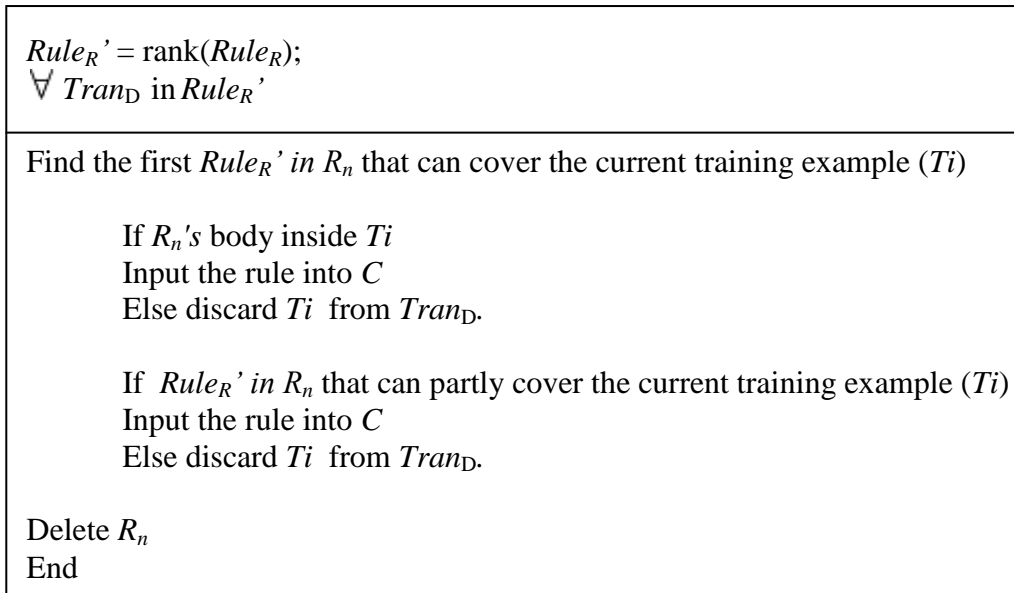 Rule_R’ = rank(Rule_R);
∀ Tran_D in Rule_R’
Find the first Rule_R’ in R_n that can cover the current training example (Ti)
If R_n's body inside Ti
Input the rule into C
Else discard Ti from Tran_D.
If Rule_R’ in R_n that can partly cover the current training example (Ti)
Input the rule into C
Else discard Ti from Tran_D.
Delete R_n
End